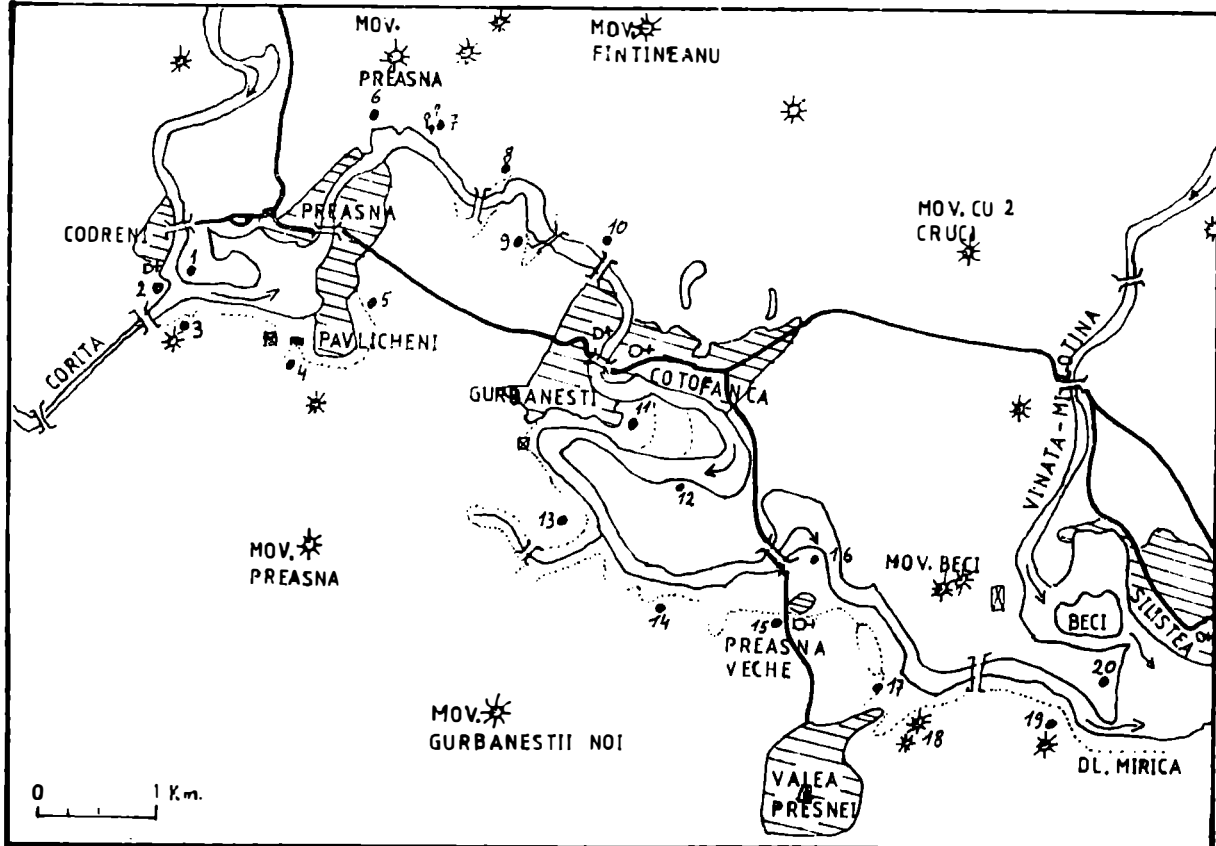 MOV.
PREASNA
MOV.
FINTINEANU
6
7
8
CODRENI
PREASNA
9
10
MOV. CU 2
CRUCI
1
2
3
5
PAVLICHENI
4
CORITA
GURBANESTI
COTOFANCA
11
12
13
VINATA-MILOTINA
MOV.
PREASNA
16
MOV. BECI
14
15
PREASNA
VECHE
BECI
SILISTEA
17
20
MOV.
GURBANESTII NOI
18
19
DL. MIRICA
VALEA
PRESNEI
0 1 K.m.